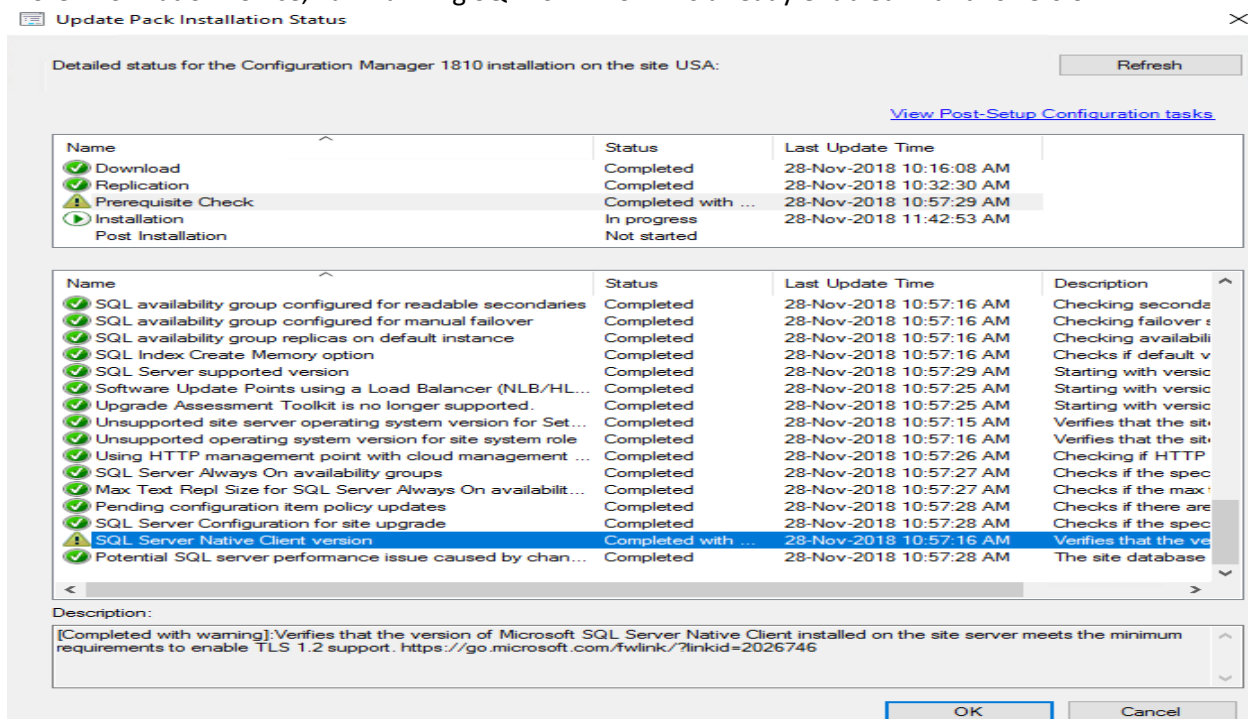 Update Pack Installation Status
Detailed status for the Configuration Manager 1810 installation on the site USA:
Refresh
View Post-Setup Configuration tasks
Name Status Last Update Time
Download Completed 28-Nov-2018 10:16:08 AM
Replication Completed 28-Nov-2018 10:32:30 AM
Prerequisite Check Completed with ... 28-Nov-2018 10:57:29 AM
Installation In progress 28-Nov-2018 11:42:53 AM
Post Installation Not started
Name Status Last Update Time Description
SQL availability group configured for readable secondaries Completed 28-Nov-2018 10:57:16 AM Checking seconda
SQL availability group configured for manual failover Completed 28-Nov-2018 10:57:16 AM Checking failover s
SQL availability group replicas on default instance Completed 28-Nov-2018 10:57:16 AM Checking availabili
SQL Index Create Memory option Completed 28-Nov-2018 10:57:16 AM Checks if default v
SQL Server supported version Completed 28-Nov-2018 10:57:29 AM Starting with versic
Software Update Points using a Load Balancer (NLB/HL... Completed 28-Nov-2018 10:57:25 AM Starting with versic
Upgrade Assessment Toolkit is no longer supported. Completed 28-Nov-2018 10:57:25 AM Starting with versic
Unsupported site server operating system version for Set... Completed 28-Nov-2018 10:57:15 AM Verifies that the sit
Unsupported operating system version for site system role Completed 28-Nov-2018 10:57:16 AM Verifies that the sit
Using HTTP management point with cloud management ... Completed 28-Nov-2018 10:57:26 AM Checking if HTTP
SQL Server Always On availability groups Completed 28-Nov-2018 10:57:27 AM Checks if the spec
Max Text Repl Size for SQL Server Always On availabilit... Completed 28-Nov-2018 10:57:27 AM Checks if the max
Pending configuration item policy updates Completed 28-Nov-2018 10:57:28 AM Checks if there are
SQL Server Configuration for site upgrade Completed 28-Nov-2018 10:57:28 AM Checks if the spec
SQL Server Native Client version Completed with ... 28-Nov-2018 10:57:16 AM Verifies that the ve
Potential SQL server performance issue caused by chan... Completed 28-Nov-2018 10:57:28 AM The site database
Description:
[Completed with warning]:Verifies that the version of Microsoft SQL Server Native Client installed on the site server meets the minimum
requirements to enable TLS 1.2 support. https://go.microsoft.com/fwlink/?linkid=2026746
OK Cancel